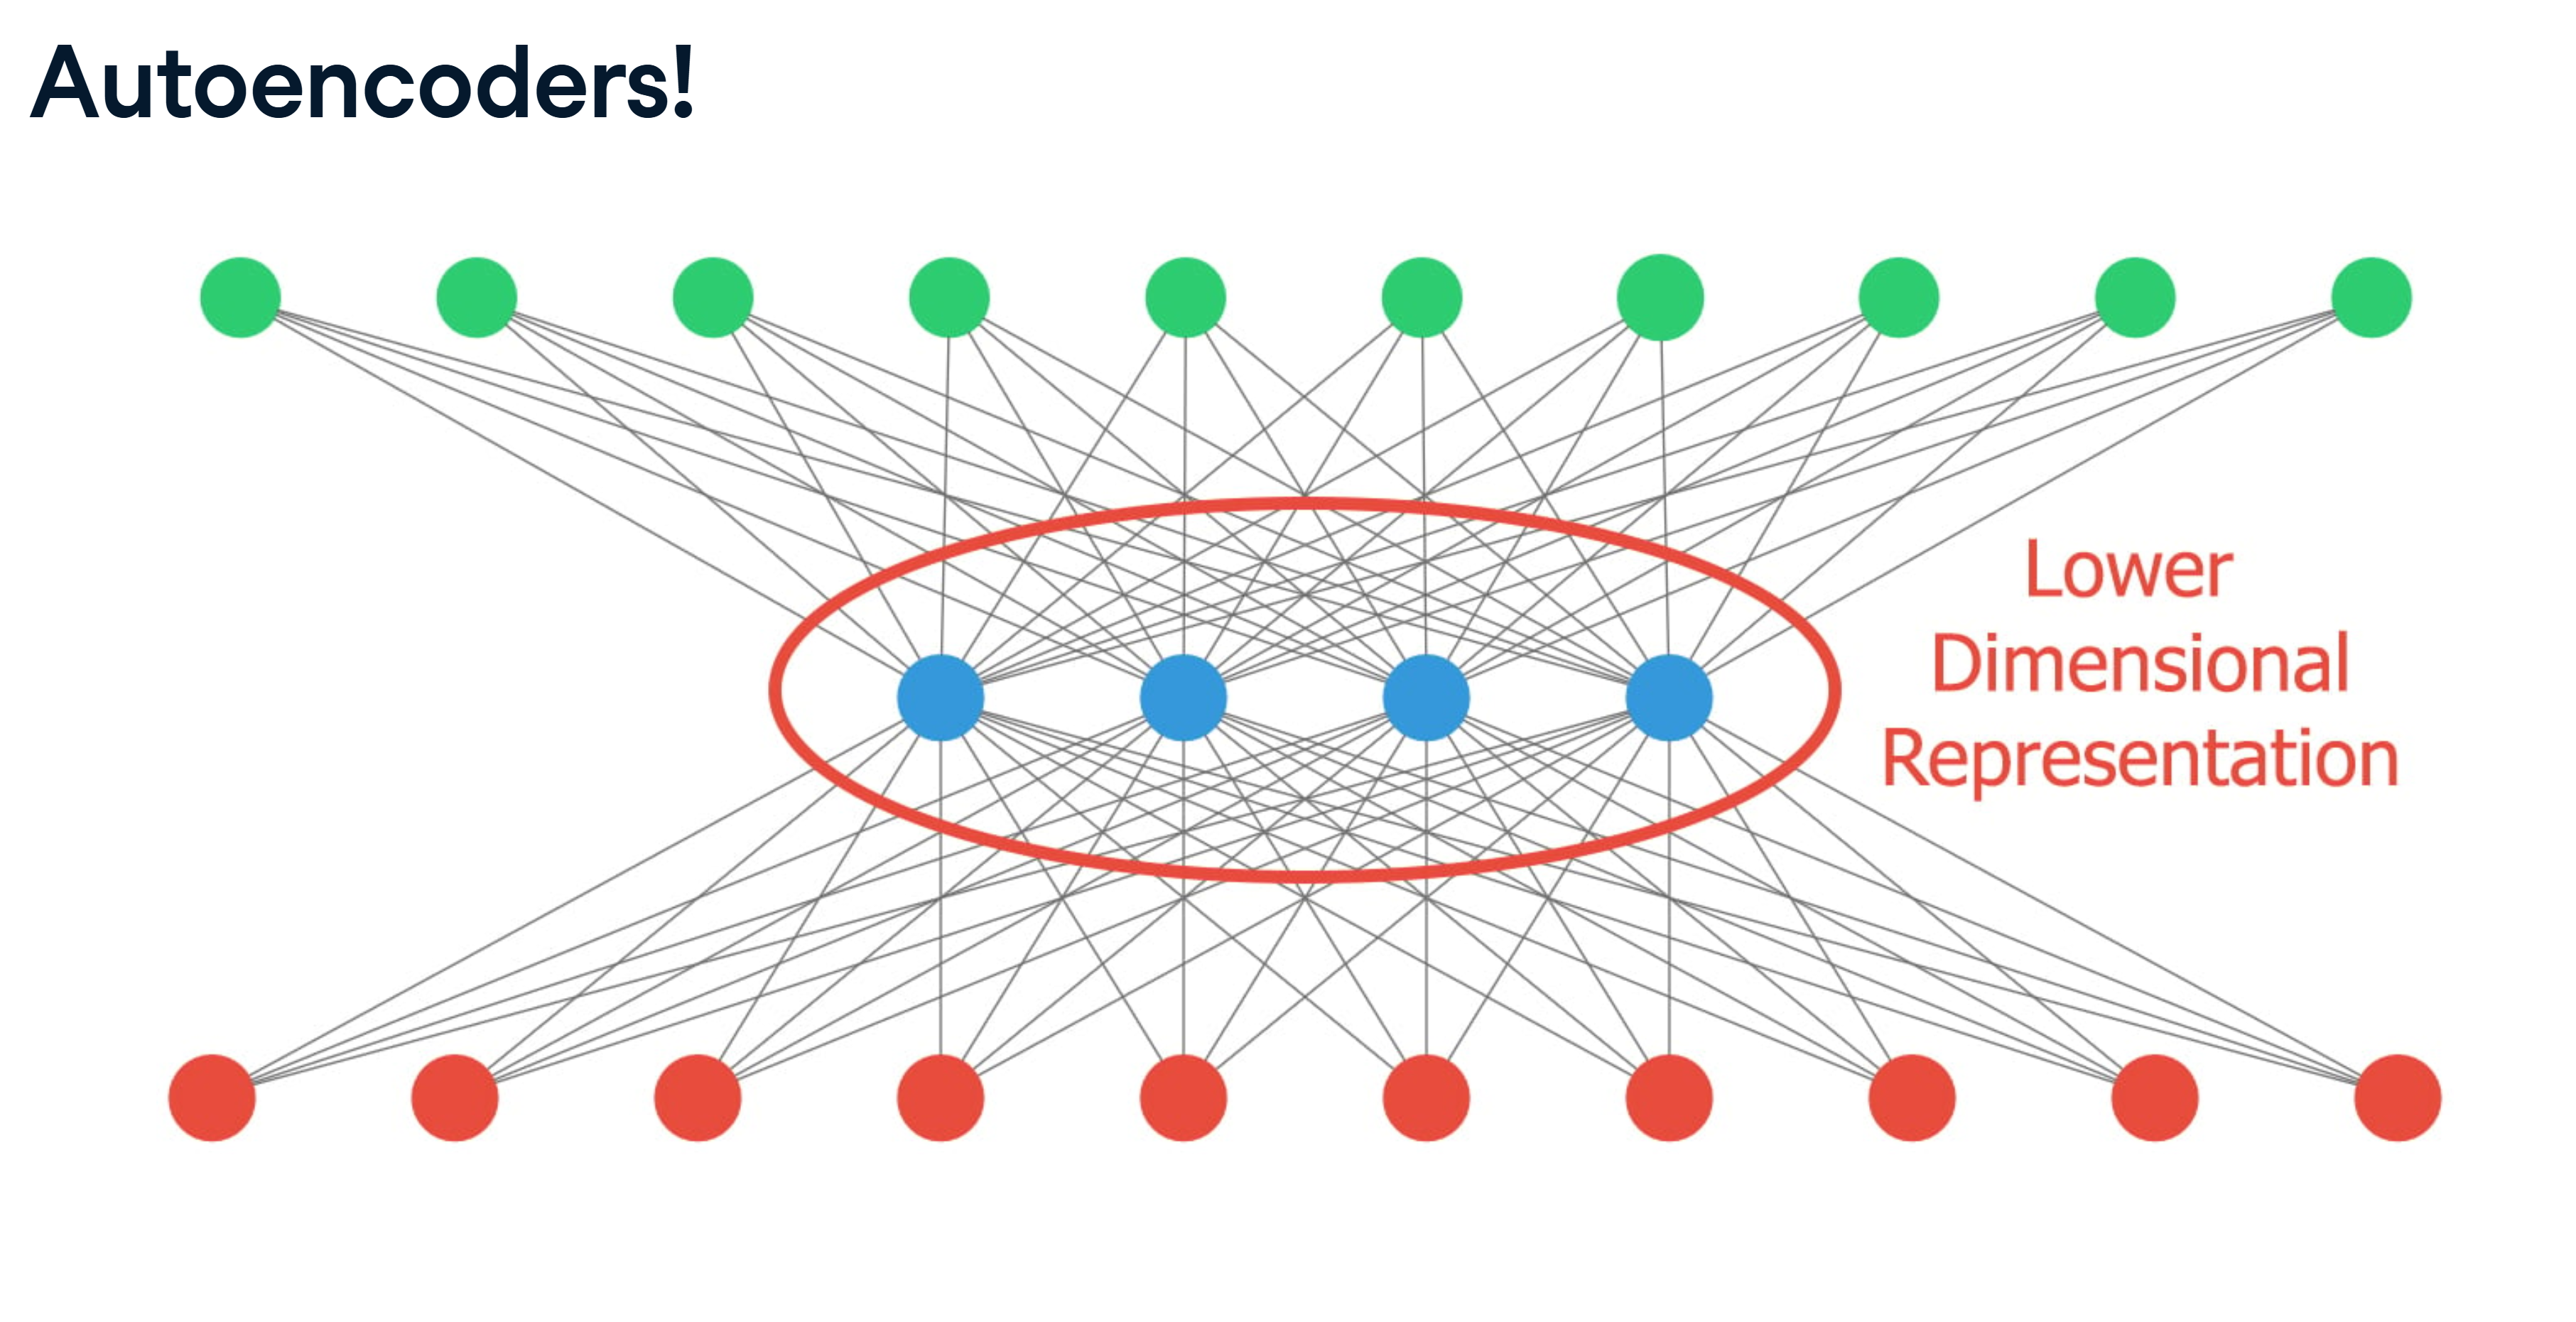 Autoencoders!
Lower
Dimensional
Representation